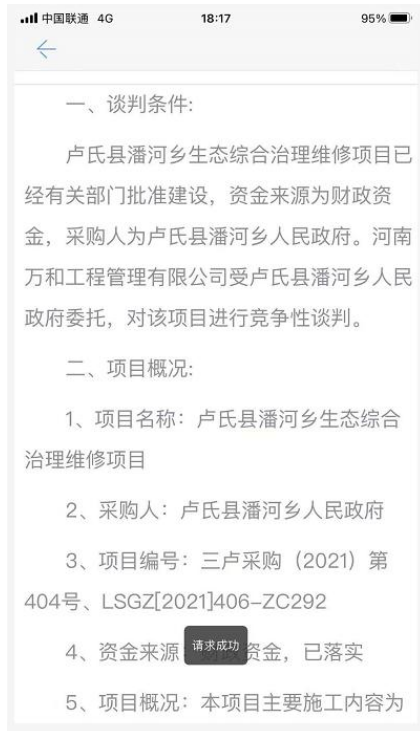 中国联通 4G 18:17 95%
一、谈判条件:
卢氏县潘河乡生态综合治理维修项目已
经有关部门批准建设，资金来源为财政资
金，采购人为卢氏县潘河乡人民政府。河南
万和工程管理有限公司受卢氏县潘河乡人民
政府委托，对该项目进行竞争性谈判。
二、项目概况:
1、项目名称：卢氏县潘河乡生态综合
治理维修项目
2、采购人：卢氏县潘河乡人民政府
3、项目编号：三卢采购（2021）第
404号、LSGZ[2021]406-ZC292
请求成功
4、资金来源：财政资金，已落实
5、项目概况：本项目主要施工内容为